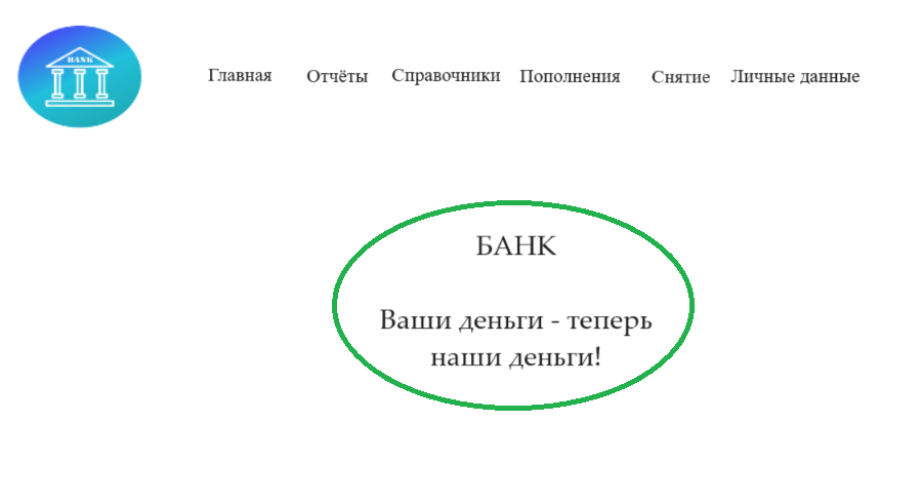 BANK
Главная Отчёты Справочники Пополнения Снятие Личные данные
БАНК
Ваши деньги - теперь
наши деньги!